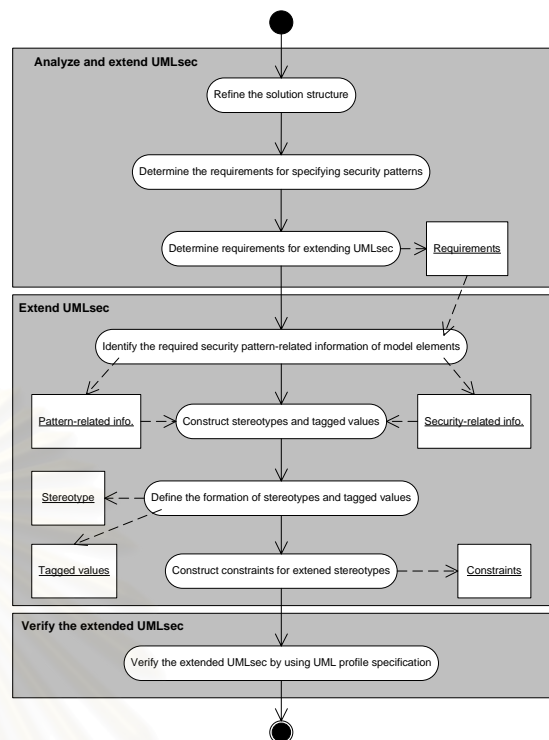 Analyze and extend UMLsec
Refine the solution structure
Determine the requirements for specifying security patterns
Determine requirements for extending UMLsec
Requirements
Extend UMLsec
Identify the required security pattern-related information of model elements
Pattern-related info.
Construct stereotypes and tagged values
Security-related info.
Stereotype
Define the formation of stereotypes and tagged values
Tagged values
Construct constraints for extened stereotypes
Constraints
Verify the extended UMLsec
Verify the extended UMLsec by using UML profile specification